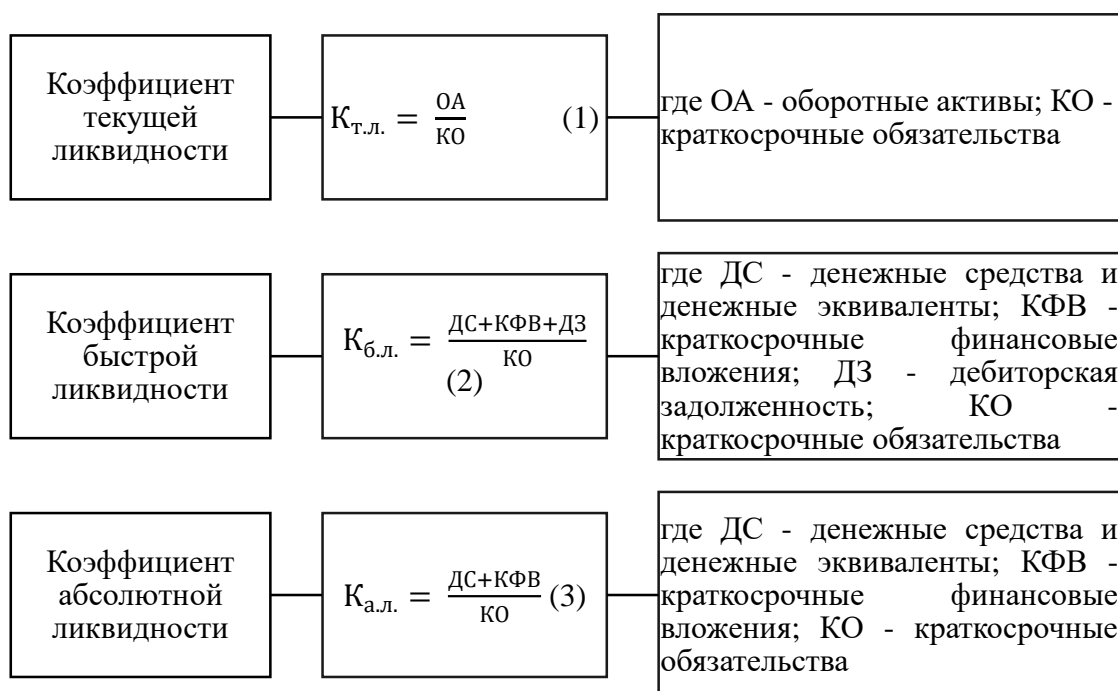 Коэффициент
текущей
ликвидности
К_т.л. = ОА/КО (1)
где ОА - оборотные активы; КО -
краткосрочные обязательства
Коэффициент
быстрой
ликвидности
К_б.л. = ДС+КФВ+ДЗ/КО
(2)
где ДС - денежные средства и
денежные эквиваленты; КФВ -
краткосрочные финансовые
вложения; ДЗ - дебиторская
задолженность; КО -
краткосрочные обязательства
Коэффициент
абсолютной
ликвидности
К_а.л. = ДС+КФВ/КО (3)
где ДС - денежные средства и
денежные эквиваленты; КФВ -
краткосрочные финансовые
вложения; КО - краткосрочные
обязательства